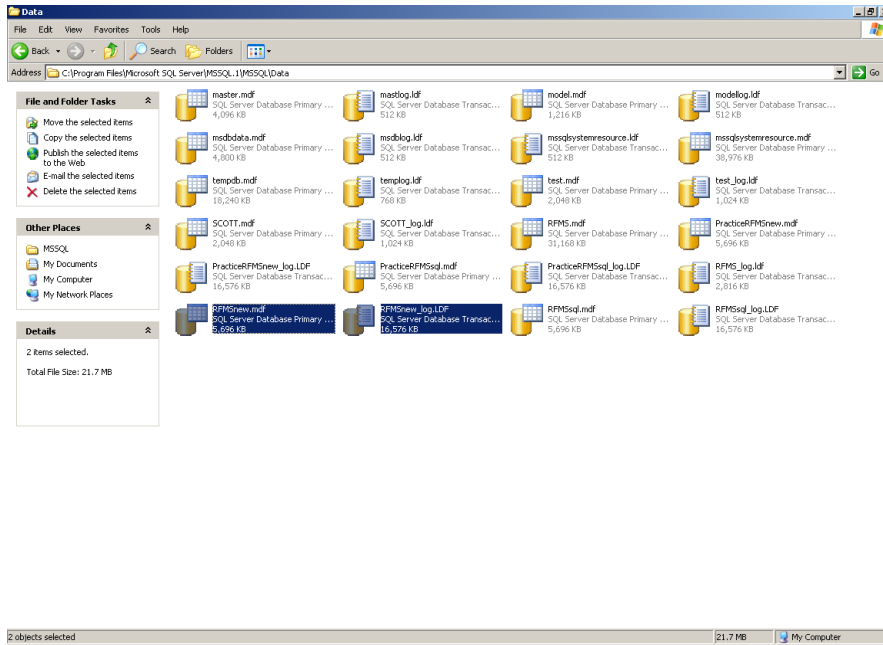 Data
File Edit View Favorites Tools Help
Back Search Folders
Address C:\Program Files\Microsoft SQL Server\MSSQL.1\MSSQL\Data Go
File and Folder Tasks
Move the selected items
Copy the selected items
Publish the selected items
to the Web
E-mail the selected items
Delete the selected items
Other Places
MSSQL
My Documents
My Computer
My Network Places
Details
2 items selected.
Total File Size: 21.7 MB
master.mdf
SQL Server Database Primary ...
4,096 KB
mastlog.ldf
SQL Server Database Transac...
512 KB
model.mdf
SQL Server Database Primary ...
1,216 KB
modellog.ldf
SQL Server Database Transac...
512 KB
msdbdata.mdf
SQL Server Database Primary ...
4,800 KB
msdblog.ldf
SQL Server Database Transac...
512 KB
mssqlsystemresource.ldf
SQL Server Database Transac...
512 KB
mssqlsystemresource.mdf
SQL Server Database Primary ...
38,976 KB
tempdb.mdf
SQL Server Database Primary ...
18,240 KB
templog.ldf
SQL Server Database Transac...
768 KB
test.mdf
SQL Server Database Primary ...
2,048 KB
test_log.ldf
SQL Server Database Transac...
1,024 KB
SCOTT.mdf
SQL Server Database Primary ...
2,048 KB
SCOTT_log.ldf
SQL Server Database Transac...
1,024 KB
RFMS.mdf
SQL Server Database Primary ...
31,168 KB
PracticeRFMSnew.mdf
SQL Server Database Primary ...
5,696 KB
PracticeRFMSnew_log.LDF
SQL Server Database Transac...
16,576 KB
PracticeRFMSsql.mdf
SQL Server Database Primary ...
5,696 KB
PracticeRFMSsql_log.LDF
SQL Server Database Transac...
16,576 KB
RFMS_log.ldf
SQL Server Database Transac...
2,816 KB
RFMSnew.mdf
SQL Server Database Primary ...
5,696 KB
RFMSnew_log.LDF
SQL Server Database Transac...
16,576 KB
RFMSsql.mdf
SQL Server Database Primary ...
5,696 KB
RFMSsql_log.LDF
SQL Server Database Transac...
16,576 KB
2 objects selected 21.7 MB My Computer